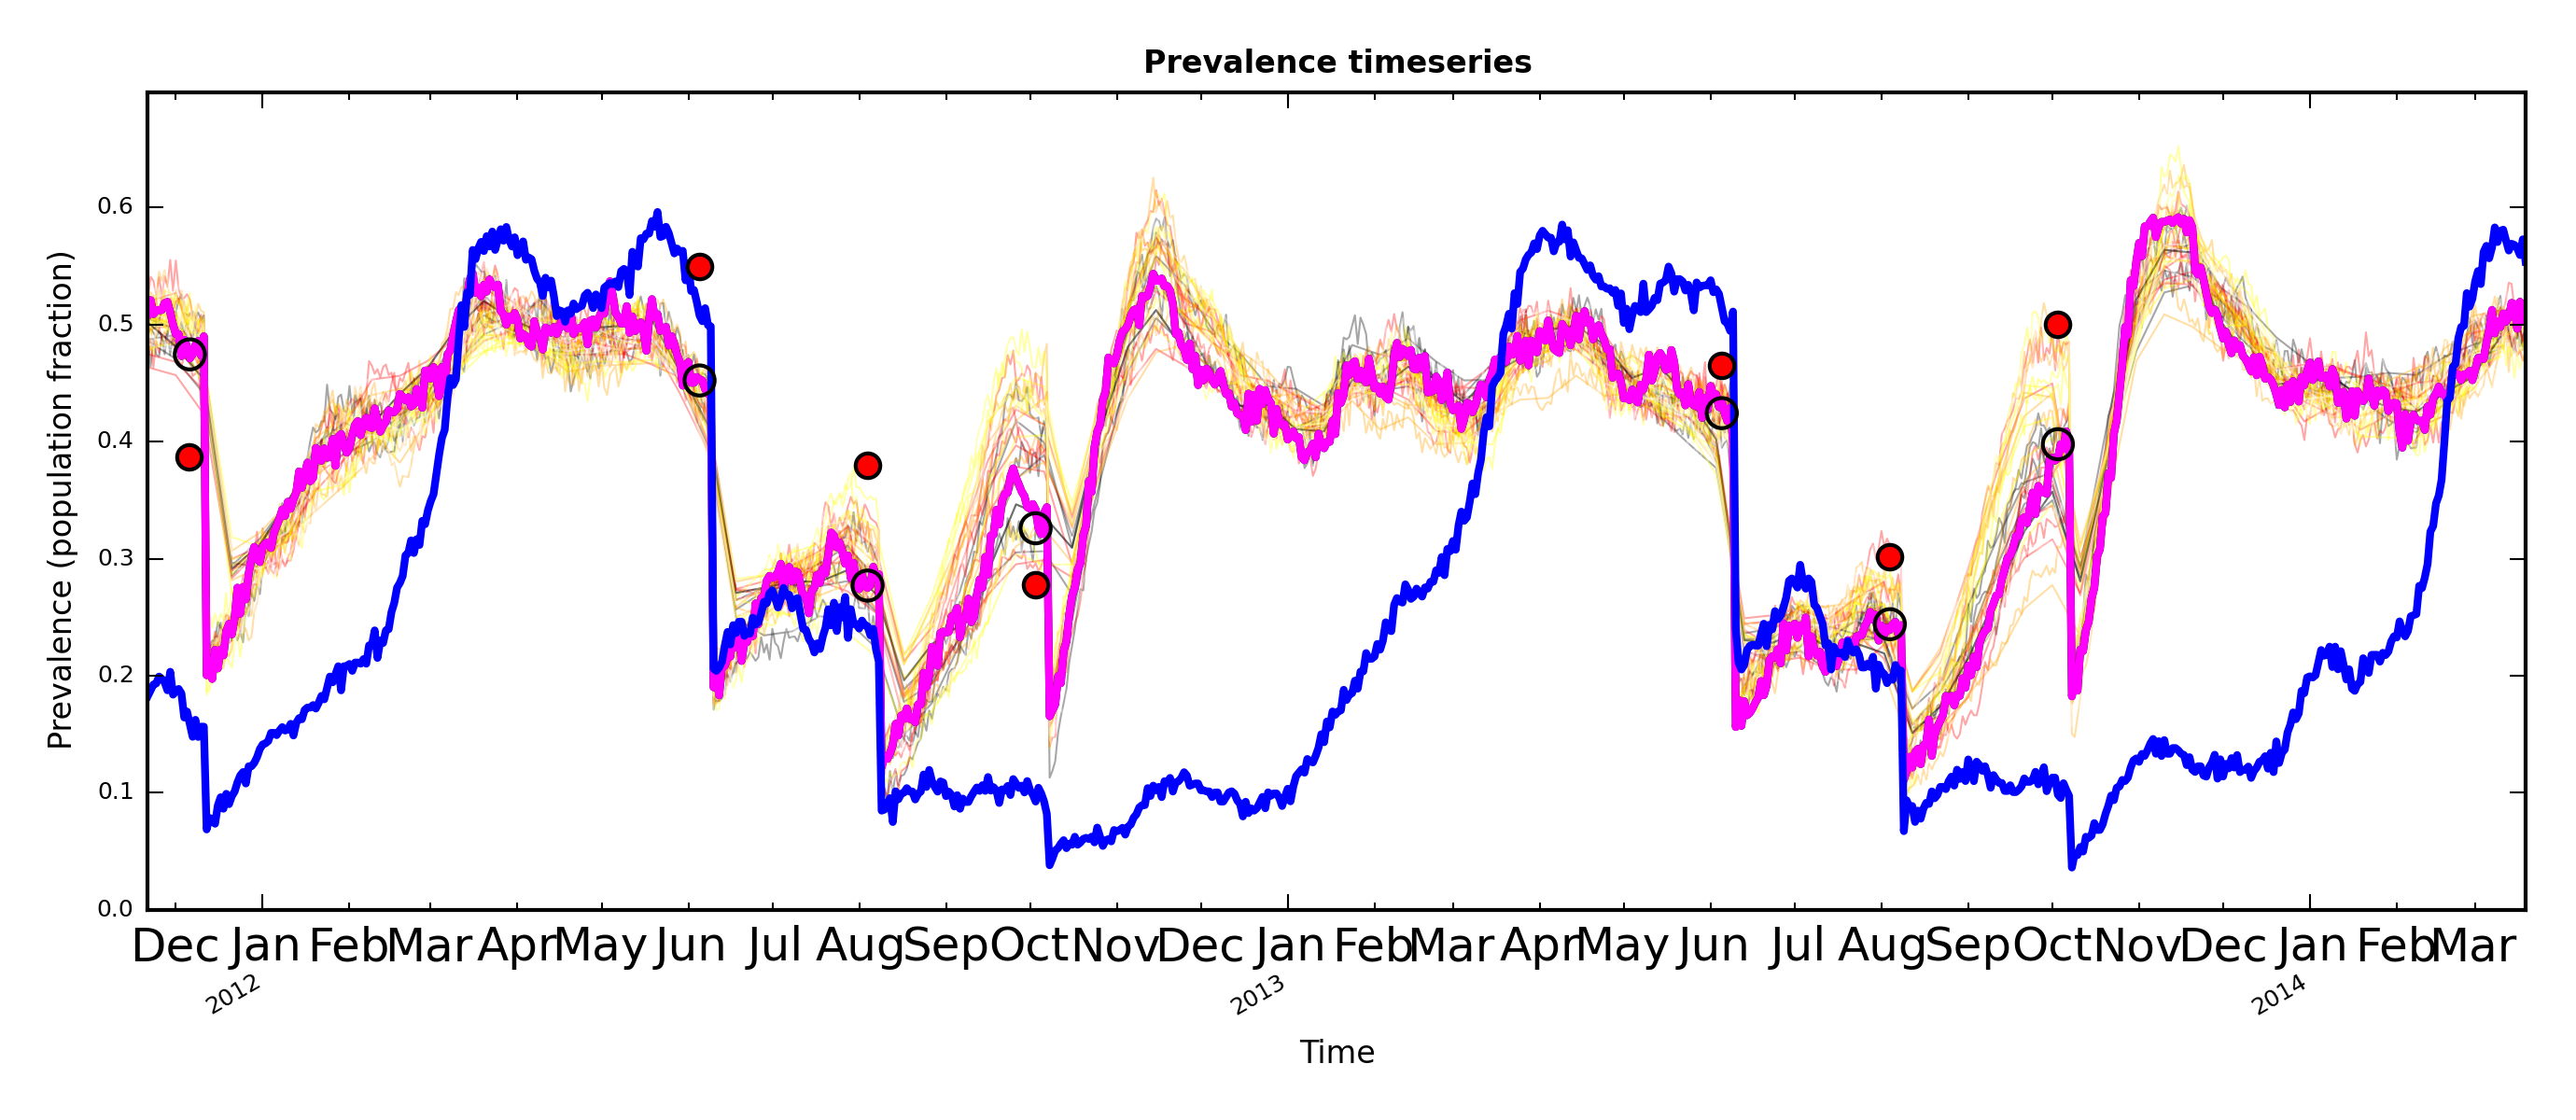 Prevalence timeseries
Prevalence (population fraction)
0.6
0.5
0.4
0.3
0.2
0.1
0.0
Dec Jan Feb Mar Apr May Jun Jul Aug Sep Oct Nov Dec Jan Feb Mar Apr May Jun Jul Aug Sep Oct Nov Dec Jan Feb Mar
2012 2013 2014
Time